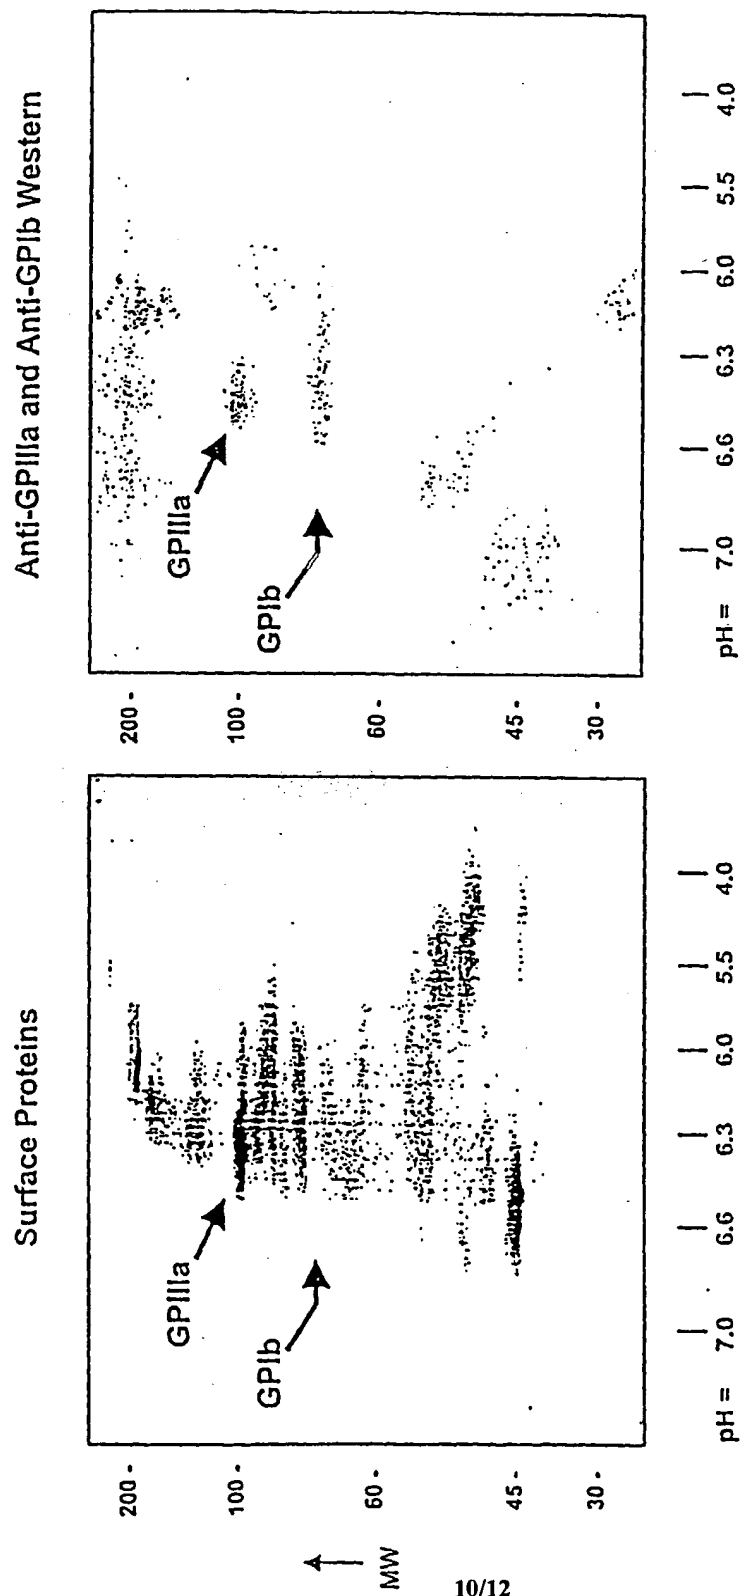 Surface Proteins
200 -
100 -
60 -
45 -
30 -
MW
GPIIIa
GPIb
pH = 7.0 6.6 6.3 6.0 5.5 4.0
Anti-GPIIIa and Anti-GPIb Western
200 -
100 -
60 -
45 -
30 -
GPIIIa
GPIb
pH = 7.0 6.6 6.3 6.0 5.5 4.0
10/12